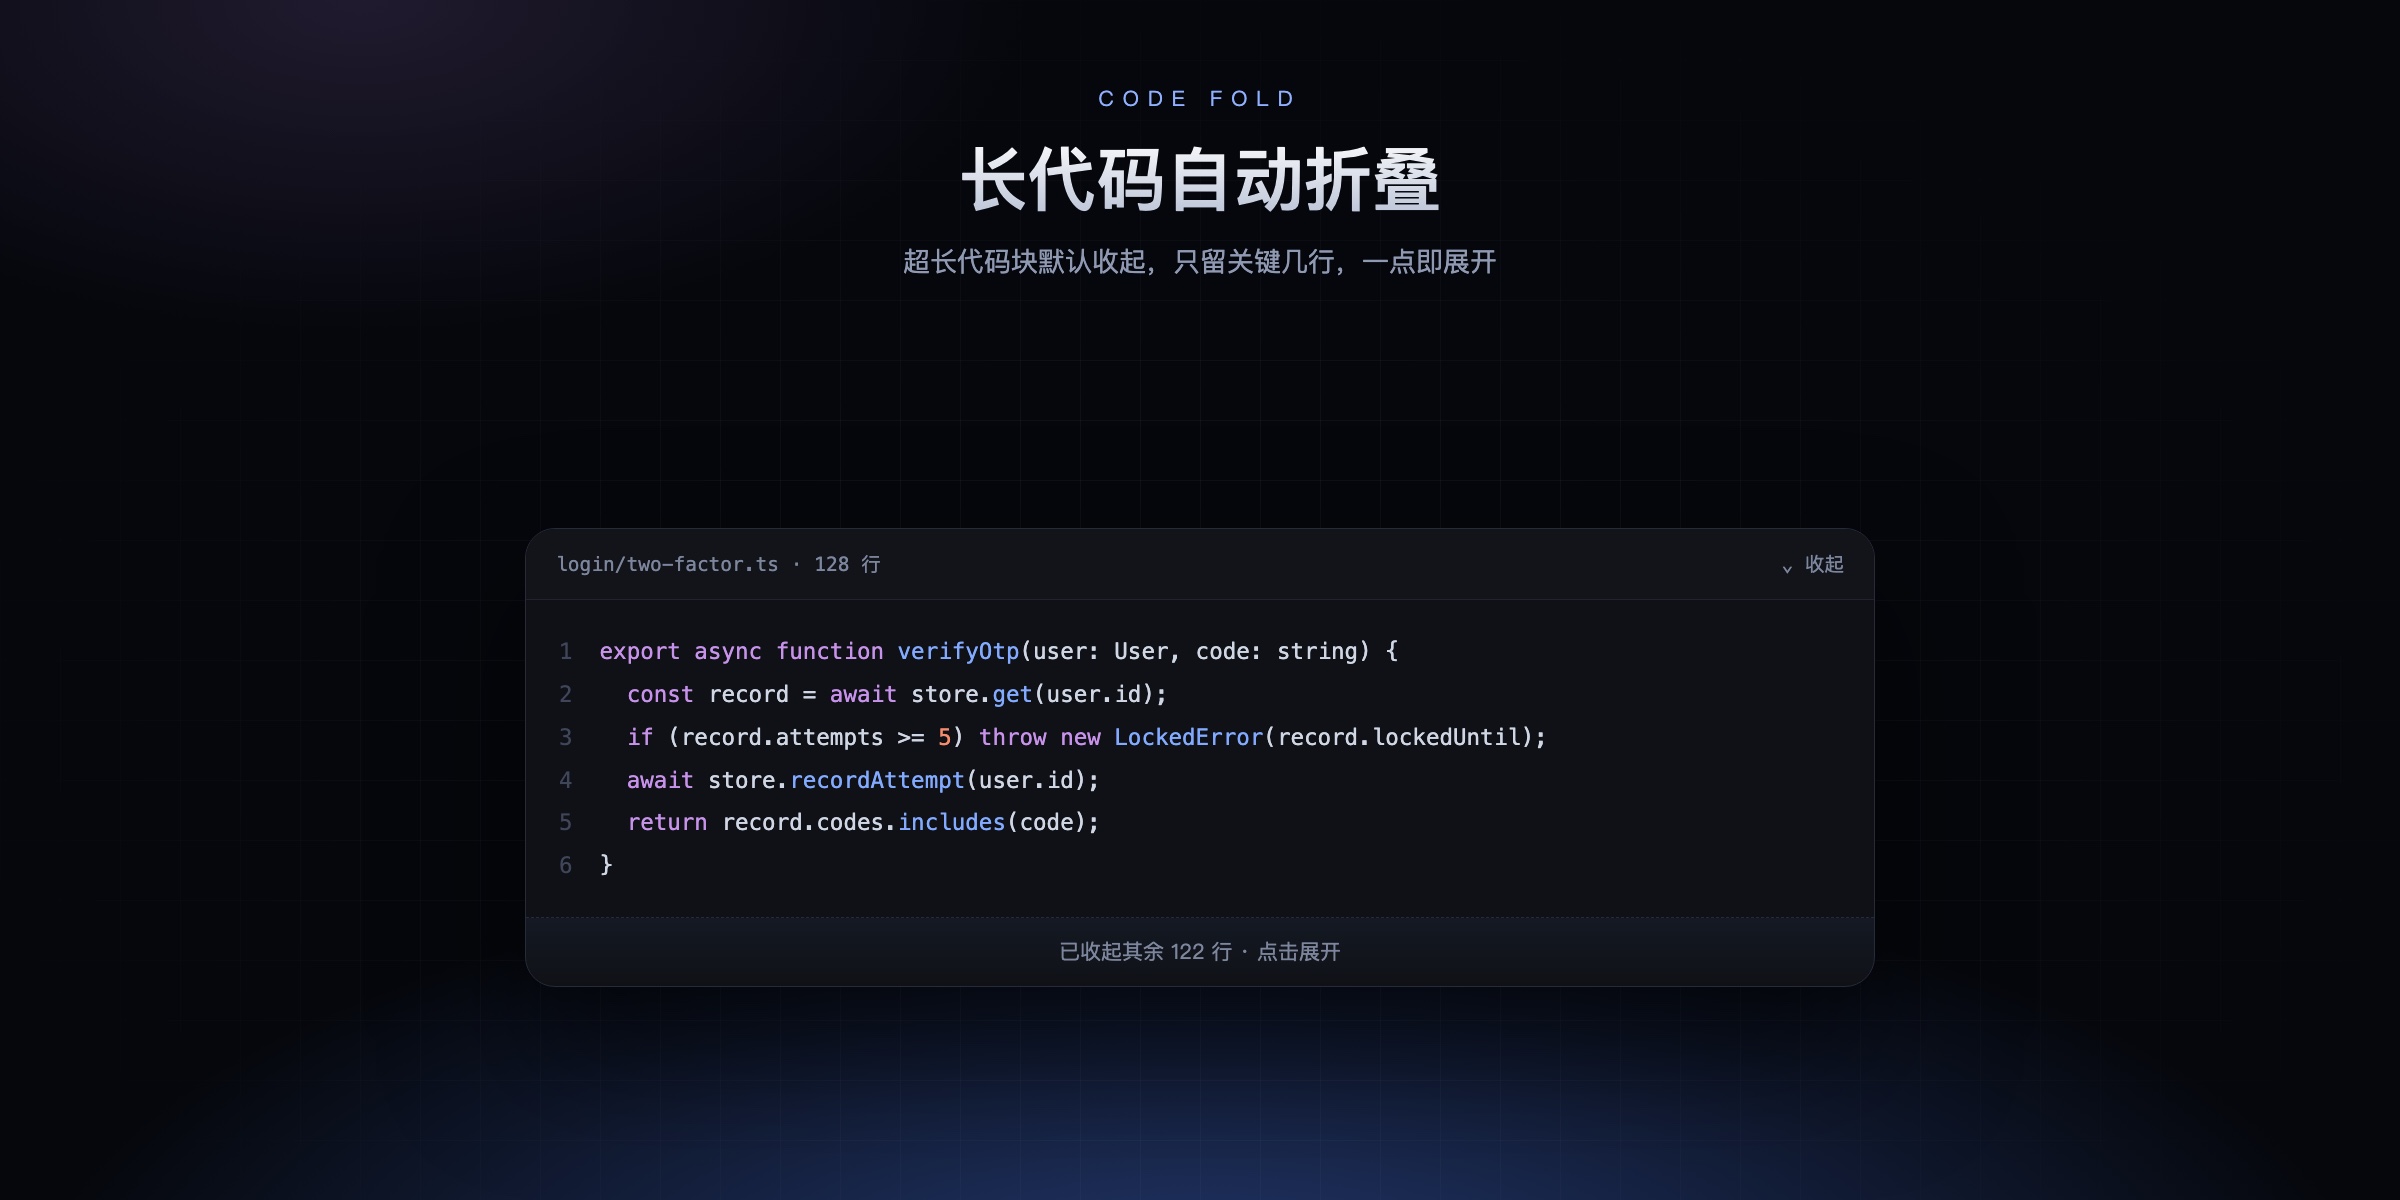 CODE FOLD
长代码自动折叠
超长代码块默认收起，只留关键几行，一点即展开
login/two-factor.ts · 128 行
⌄ 收起
1 export async function verifyOtp(user: User, code: string) {
2   const record = await store.get(user.id);
3   if (record.attempts >= 5) throw new LockedError(record.lockedUntil);
4   await store.recordAttempt(user.id);
5   return record.codes.includes(code);
6 }
已收起其余 122 行 · 点击展开